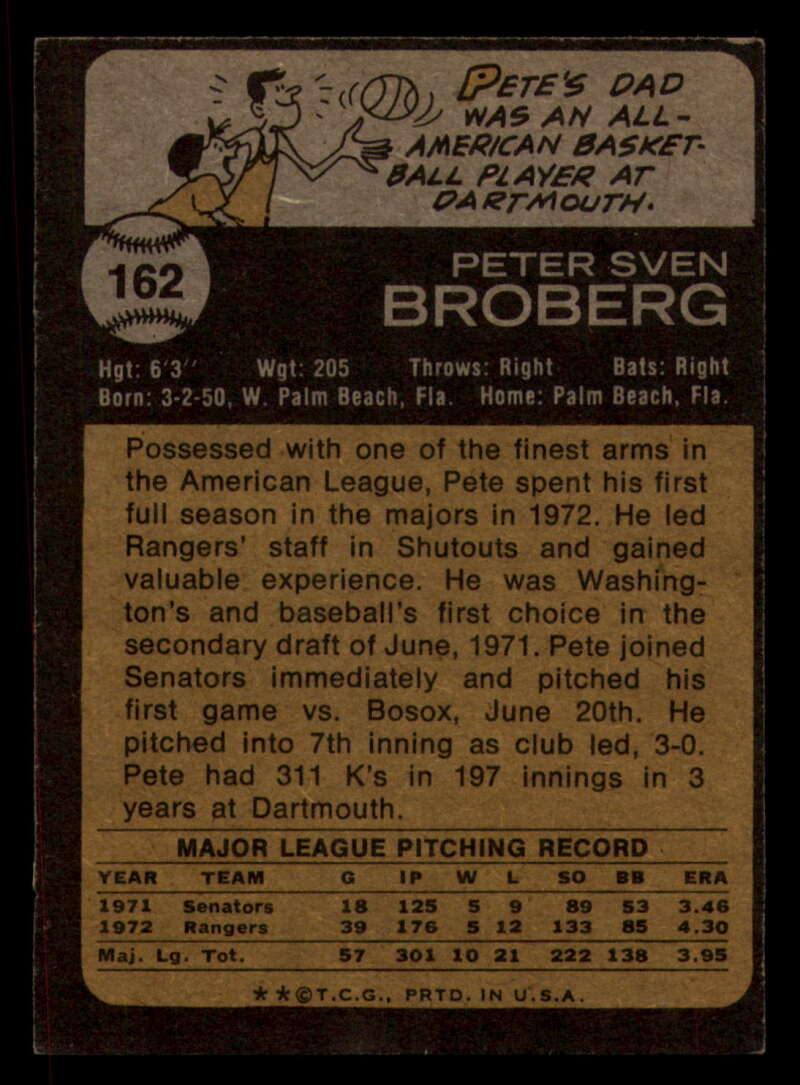 PETE'S DAD
WAS AN ALL-
AMERICAN BASKET-
BALL PLAYER AT
DARTMOUTH.
162
PETER SVEN
BROBERG
Hgt: 6'3" Wgt: 205 Throws: Right Bats: Right
Born: 3-2-50, W. Palm Beach, Fla. Home: Palm Beach, Fla.
Possessed with one of the finest arms in
the American League, Pete spent his first
full season in the majors in 1972. He led
Rangers' staff in Shutouts and gained
valuable experience. He was Washing-
ton's and baseball's first choice in the
secondary draft of June, 1971. Pete joined
Senators immediately and pitched his
first game vs. Bosox, June 20th. He
pitched into 7th inning as club led, 3-0.
Pete had 311 K's in 197 innings in 3
years at Dartmouth.
MAJOR LEAGUE PITCHING RECORD
YEAR TEAM G IP W L SO BB ERA
1971 Senators 18 125 5 9 89 53 3.46
1972 Rangers 39 176 5 12 133 85 4.30
Maj. Lg. Tot. 57 301 10 21 222 138 3.95
**©T.C.G., PRTD. IN U.S.A.